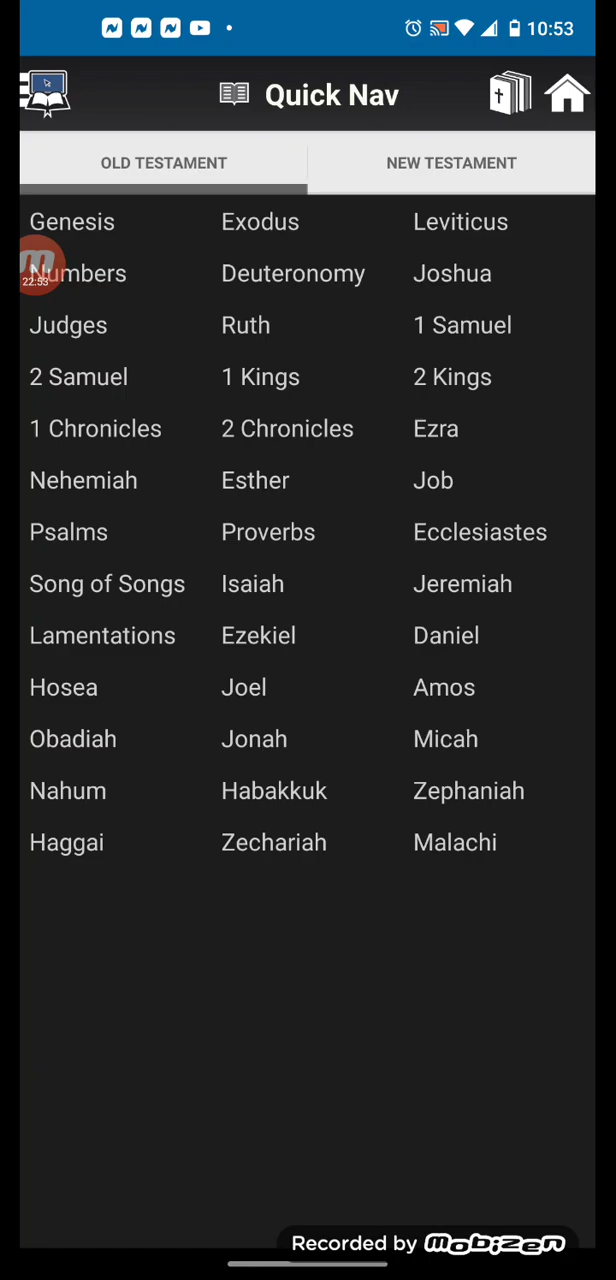 10:53
Quick Nav
OLD TESTAMENT NEW TESTAMENT
Genesis Exodus Leviticus
Numbers Deuteronomy Joshua
22:53
Judges Ruth 1 Samuel
2 Samuel 1 Kings 2 Kings
1 Chronicles 2 Chronicles Ezra
Nehemiah Esther Job
Psalms Proverbs Ecclesiastes
Song of Songs Isaiah Jeremiah
Lamentations Ezekiel Daniel
Hosea Joel Amos
Obadiah Jonah Micah
Nahum Habakkuk Zephaniah
Haggai Zechariah Malachi
Recorded by mobizen